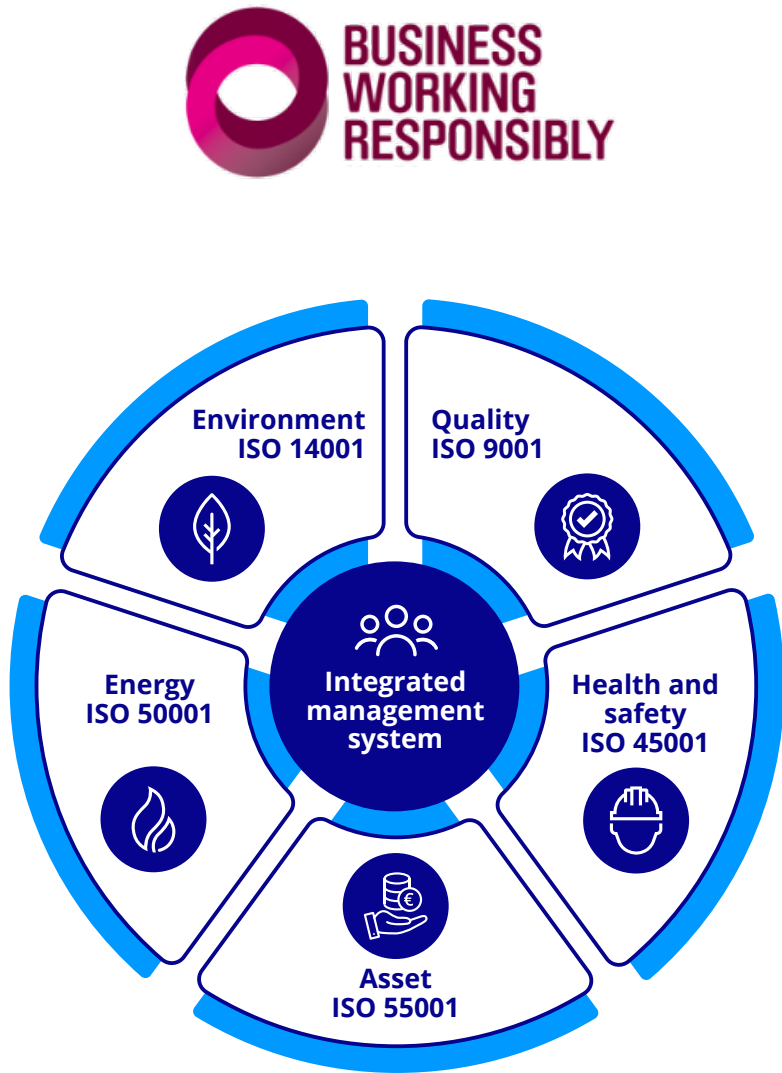 BUSINESS
WORKING
RESPONSIBLY
Environment
ISO 14001
Quality
ISO 9001
Energy
ISO 50001
Integrated
management
system
Health and
safety
ISO 45001
€
Asset
ISO 55001